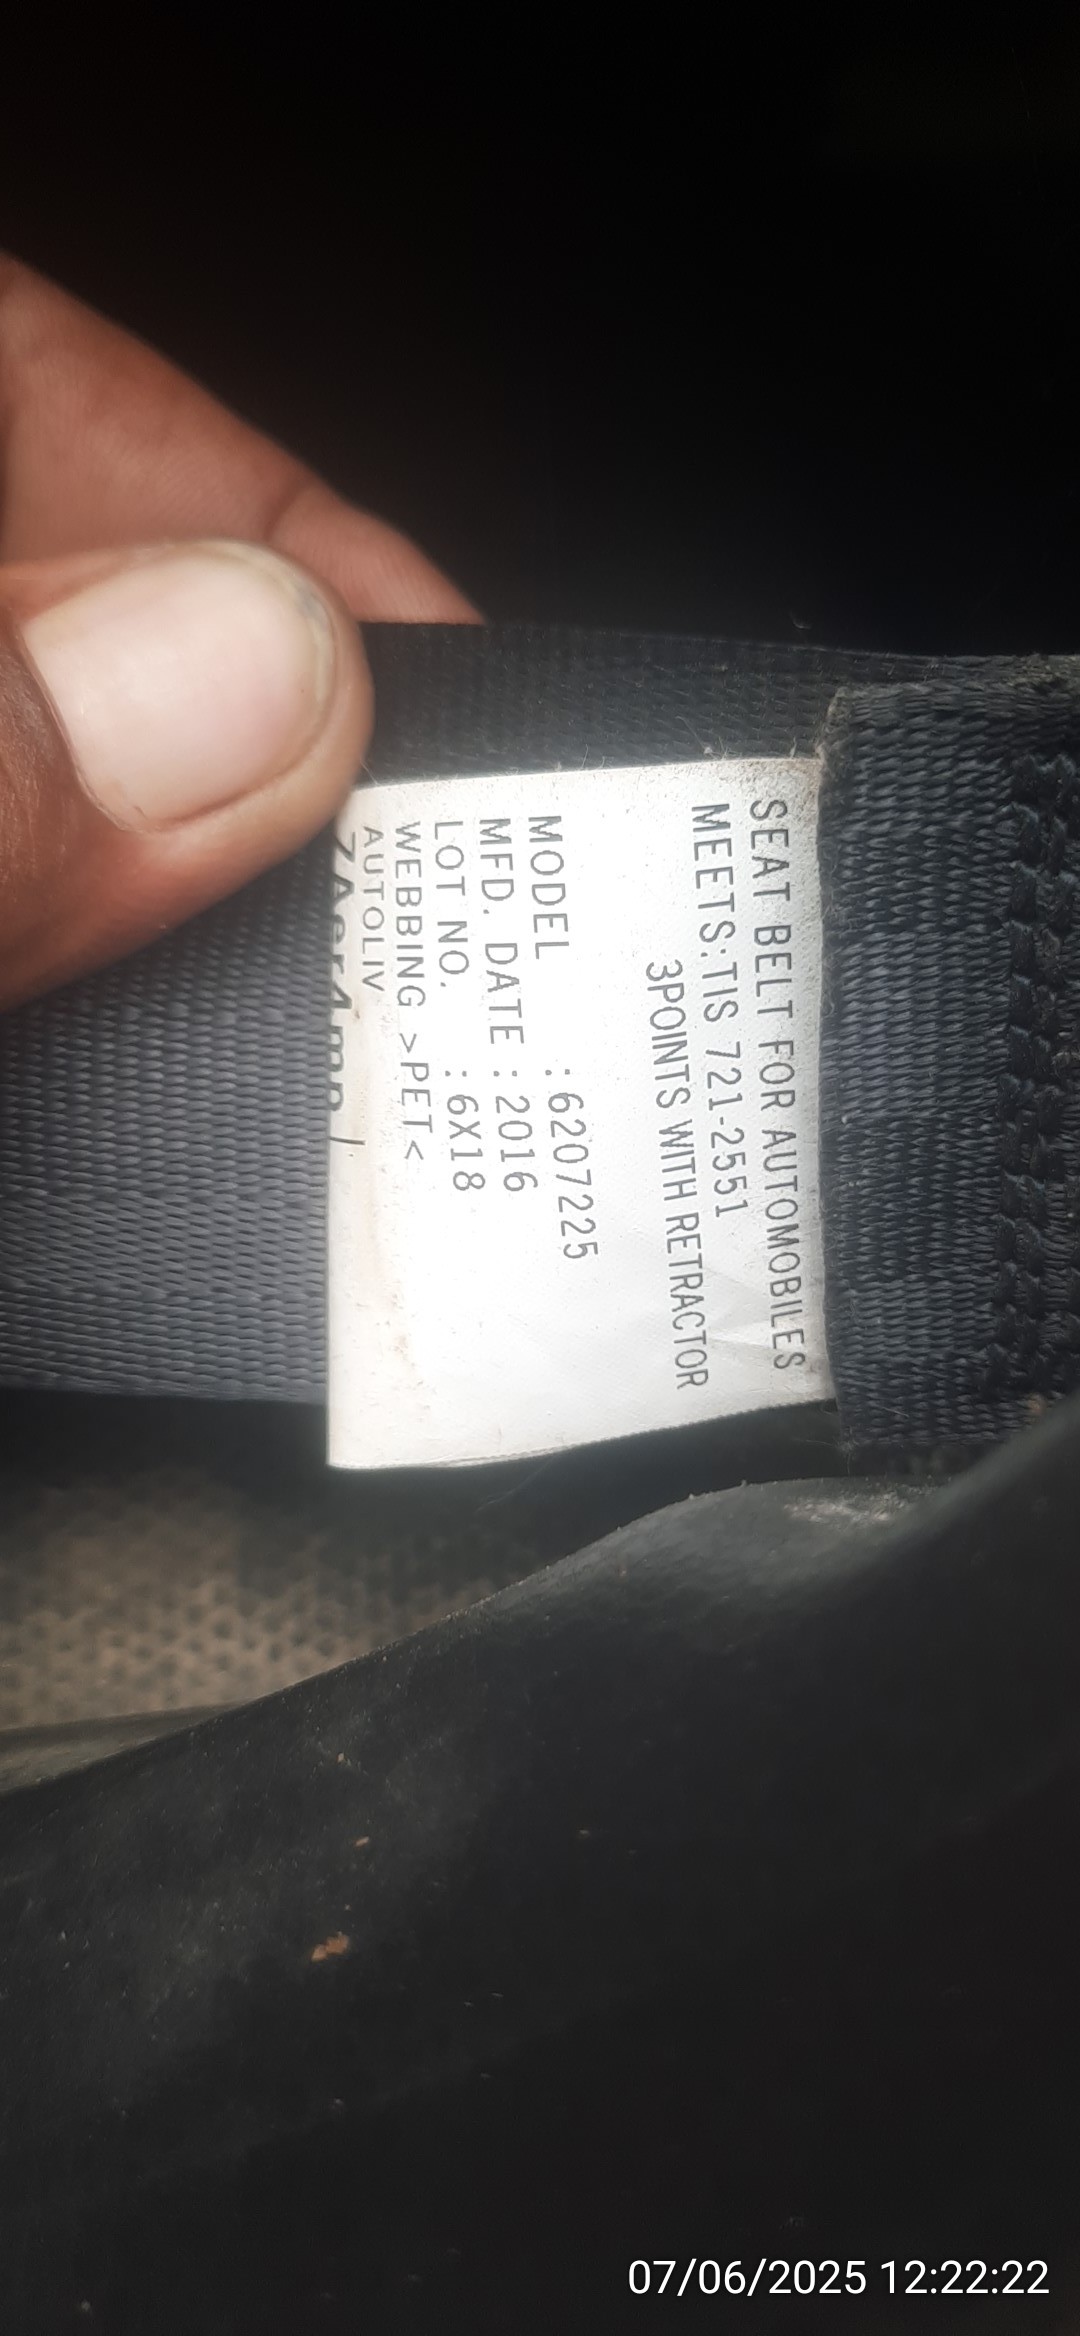 SEAT BELT FOR AUTOMOBILES
MEETS:TIS 721-2551
3POINTS WITH RETRACTOR
MODEL : 6207225
MFD. DATE : 2016
LOT NO. : 6X18
WEBBING >PET<
AUTOLIV
07/06/2025 12:22:22